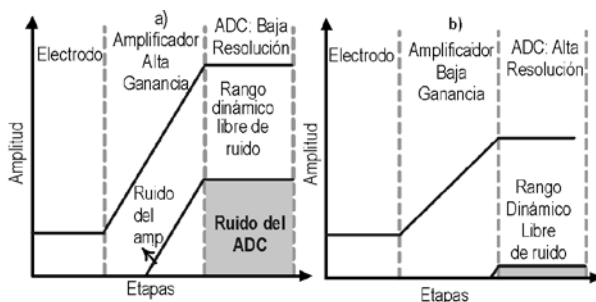 a)
Electrodo
Amplificador
Alta
Ganancia
ADC: Baja
Resolución
Rango
dinámico
libre de
ruido
Ruido
del
amp
Ruido del
ADC
Amplitud
Etapas
b)
Electrodo
Amplificador
Baja
Ganancia
ADC: Alta
Resolución
Rango
Dinámico
Libre
de ruido
Amplitud
Etapas